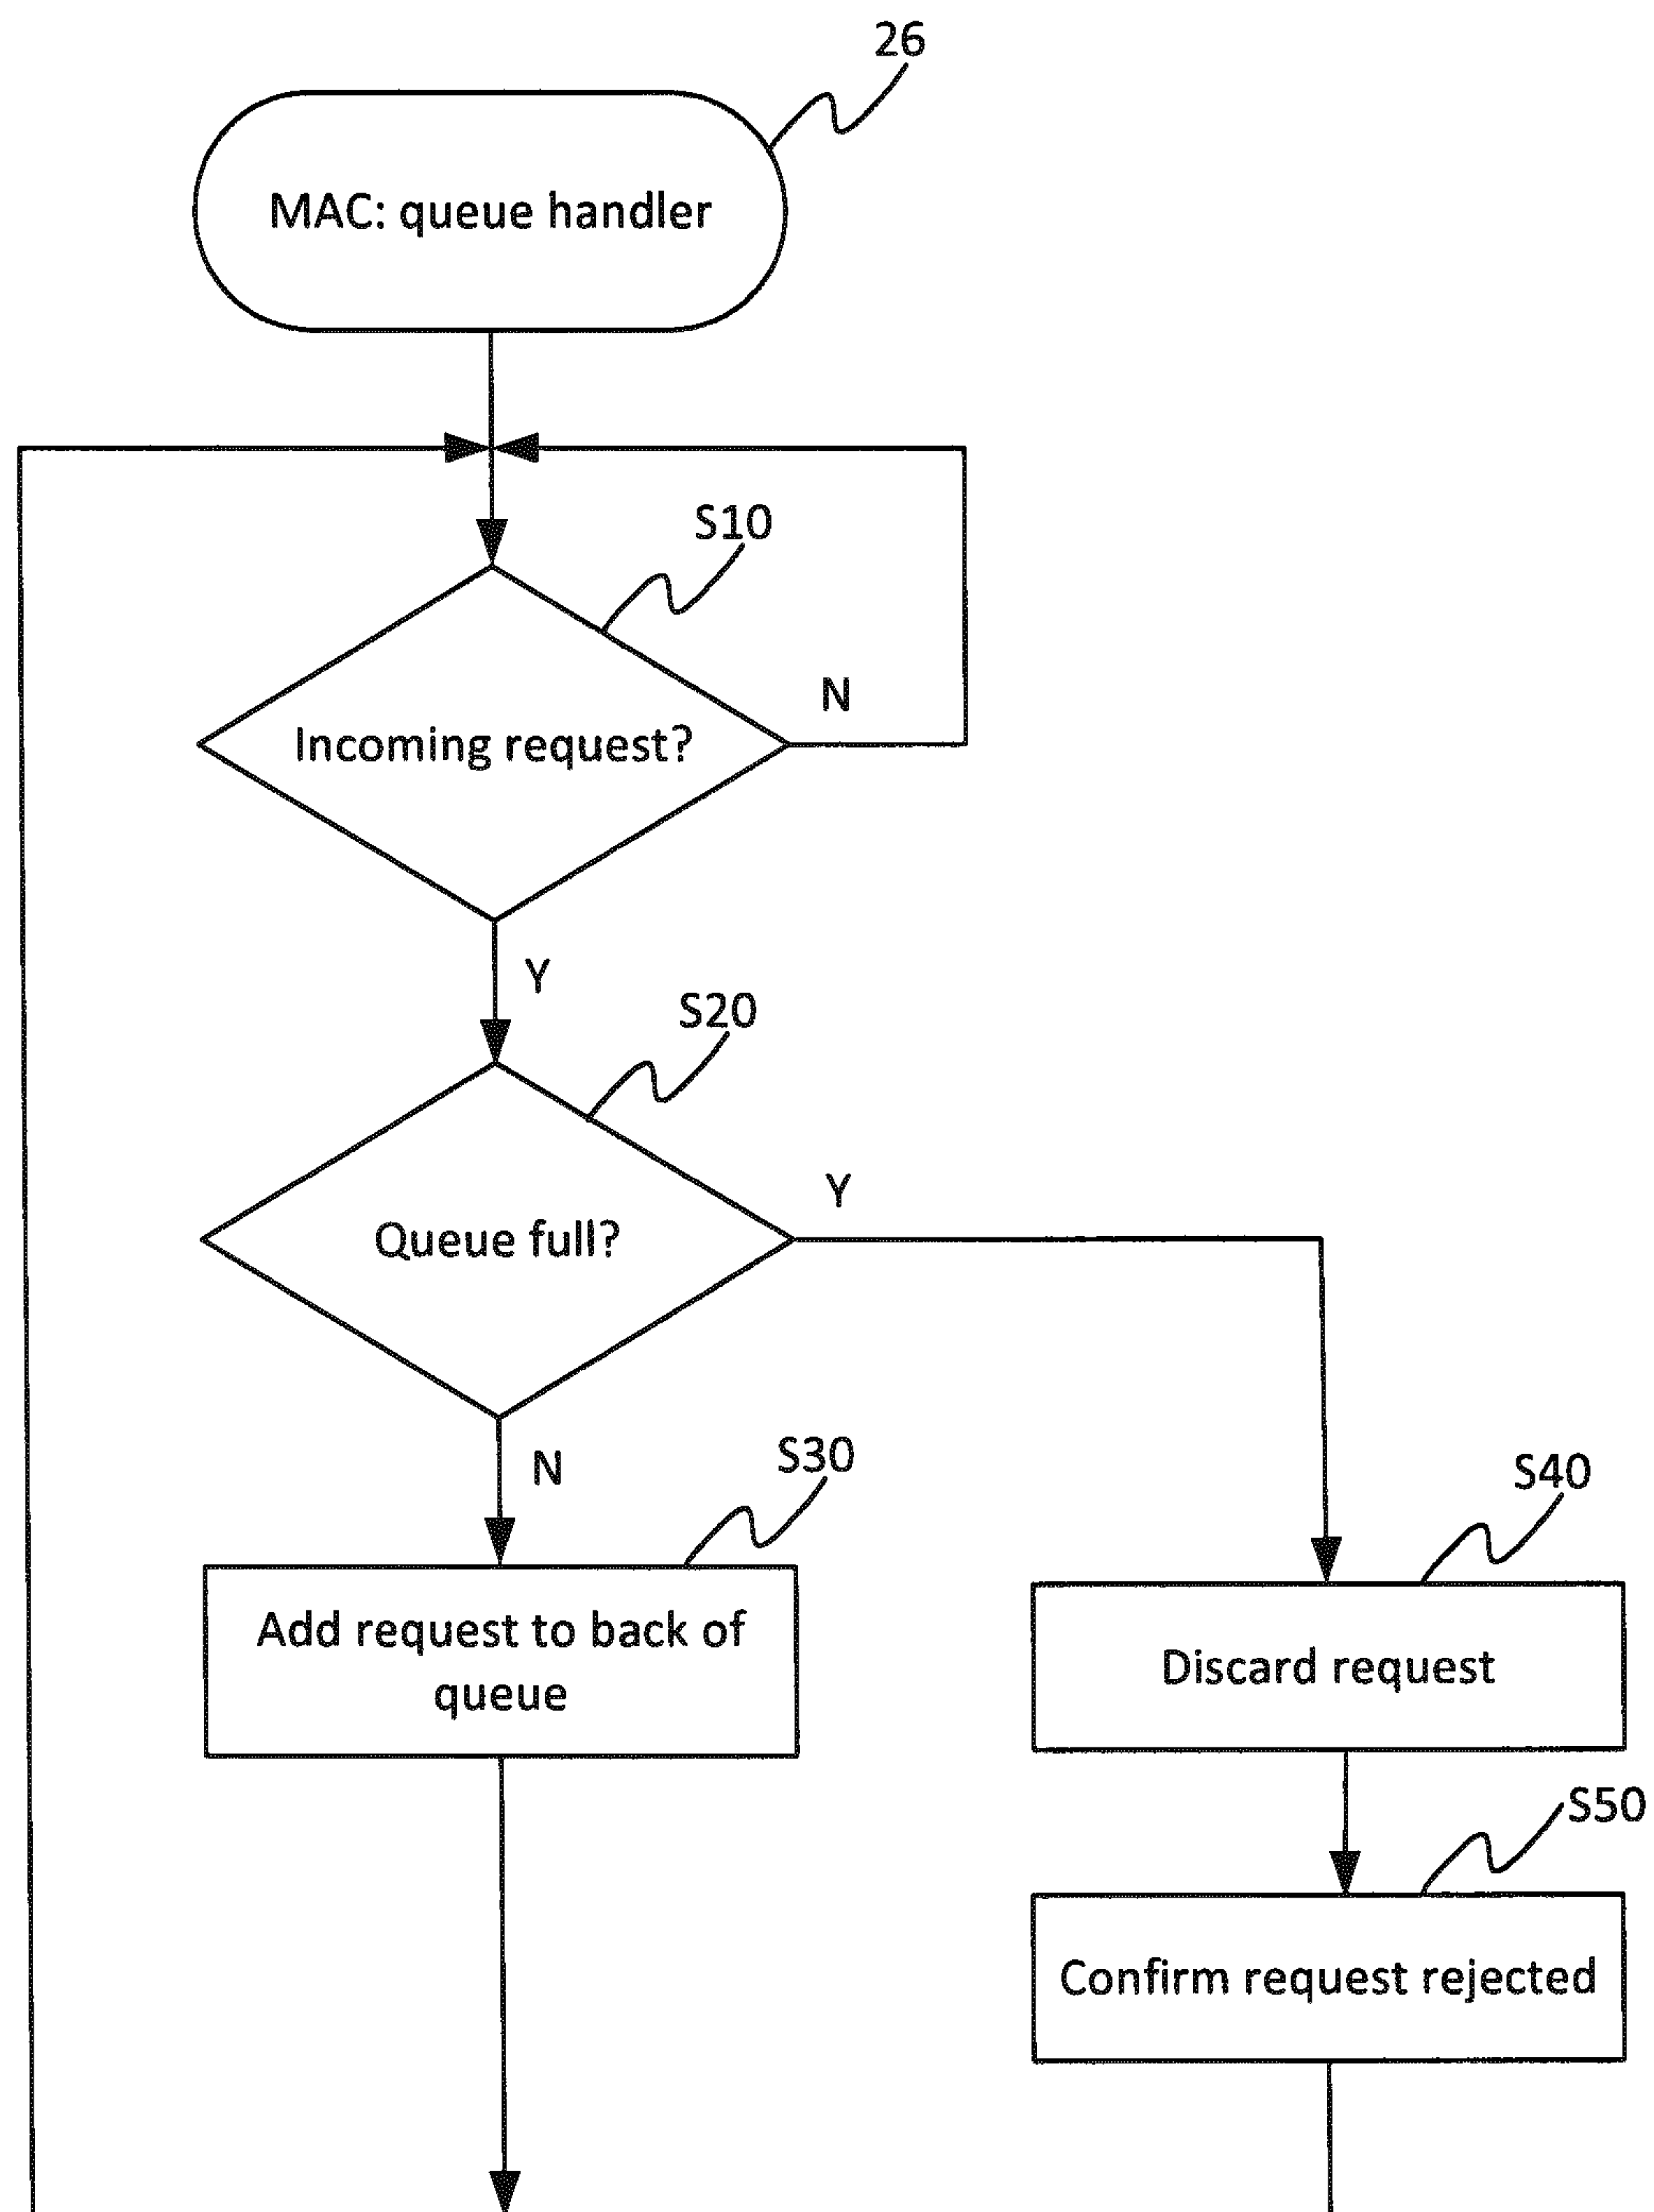 26
MAC: queue handler
S10
N
Incoming request?
Y
S20
Y
Queue full?
N
S30
S40
Add request to back of
queue
Discard request
S50
Confirm request rejected